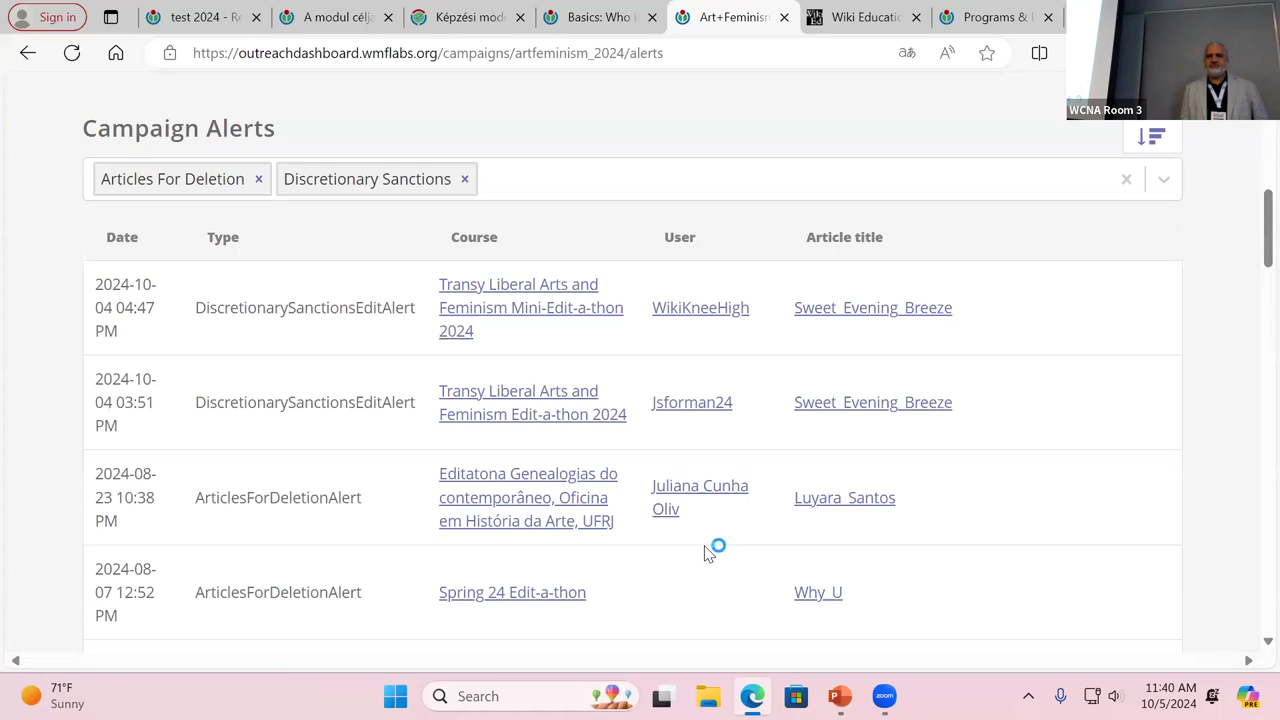 Sign in
test 2024 - Re
A modul célja
Képzési mode
Basics: Who i
Art+Feminism
Wiki Educatio
Programs & 
https://outreachdashboard.wmflabs.org/campaigns/artfeminism_2024/alerts
WCNA Room 3
Campaign Alerts
Articles For Deletion × Discretionary Sanctions ×
Date Type Course User Article title
2024-10-
04 04:47
PM
DiscretionarySanctionsEditAlert
Transy Liberal Arts and
Feminism Mini-Edit-a-thon
2024
WikiKneeHigh
Sweet_Evening_Breeze
2024-10-
04 03:51
PM
DiscretionarySanctionsEditAlert
Transy Liberal Arts and
Feminism Edit-a-thon 2024
Jsforman24
Sweet_Evening_Breeze
2024-08-
23 10:38
PM
ArticlesForDeletionAlert
Editatona Genealogias do
contemporâneo, Oficina
em História da Arte, UFRJ
Juliana Cunha
Oliv
Luyara_Santos
2024-08-
07 12:52
PM
ArticlesForDeletionAlert
Spring 24 Edit-a-thon
Why_U
71°F
Sunny
Search
zoom
11:40 AM
10/5/2024
PRE